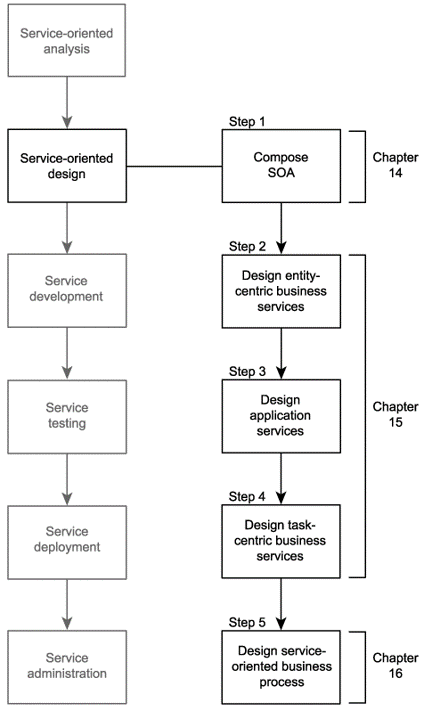 Service-oriented
analysis
Service-oriented
design
Service
development
Service
testing
Service
deployment
Service
administration
Step 1
Compose
SOA
Step 2
Design entity-
centric business
services
Step 3
Design
application
services
Step 4
Design task-
centric business
services
Step 5
Design service-
oriented business
process
Chapter
14
Chapter
15
Chapter
16